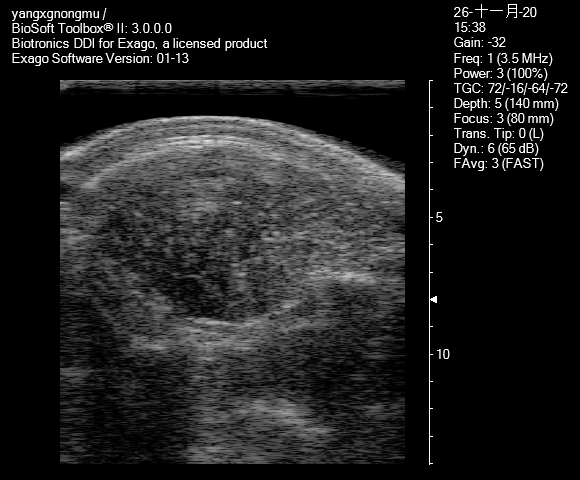 yangxgnongmu /
BioSoft Toolbox® II: 3.0.0.0
Biotronics DDI for Exago, a licensed product
Exago Software Version: 01-13
26-十一月-20
15:38
Gain: -32
Freq: 1 (3.5 MHz)
Power: 3 (100%)
TGC: 72/-16/-64/-72
Depth: 5 (140 mm)
Focus: 3 (80 mm)
Trans. Tip: 0 (L)
Dyn.: 6 (65 dB)
FAvg: 3 (FAST)
5
10